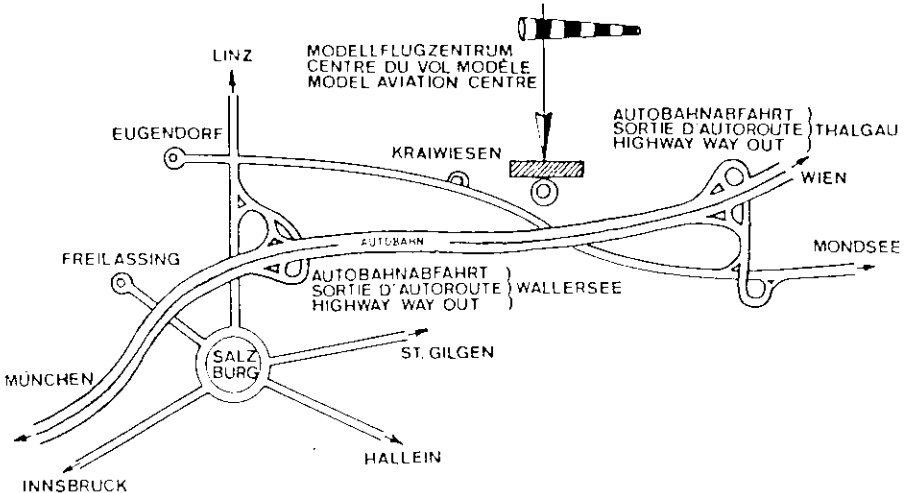 LINZ
MODELLFLUGZENTRUM
CENTRE DU VOL MODÈLE
MODEL AVIATION CENTRE
EUGENDORF
KRAIWIESEN
AUTOBAHNABFAHRT
SORTIE D'AUTOROUTE) THALGAU
HIGHWAY WAY OUT
WIEN
AUTOBAHN
MONDSEE
FREILASSING
AUTOBAHNABFAHRT
SORTIE D'AUTOROUTE) WALLERSEE
HIGHWAY WAY OUT
SALZ
BURG
ST. GILGEN
MÜNCHEN
HALLEIN
INNSBRUCK